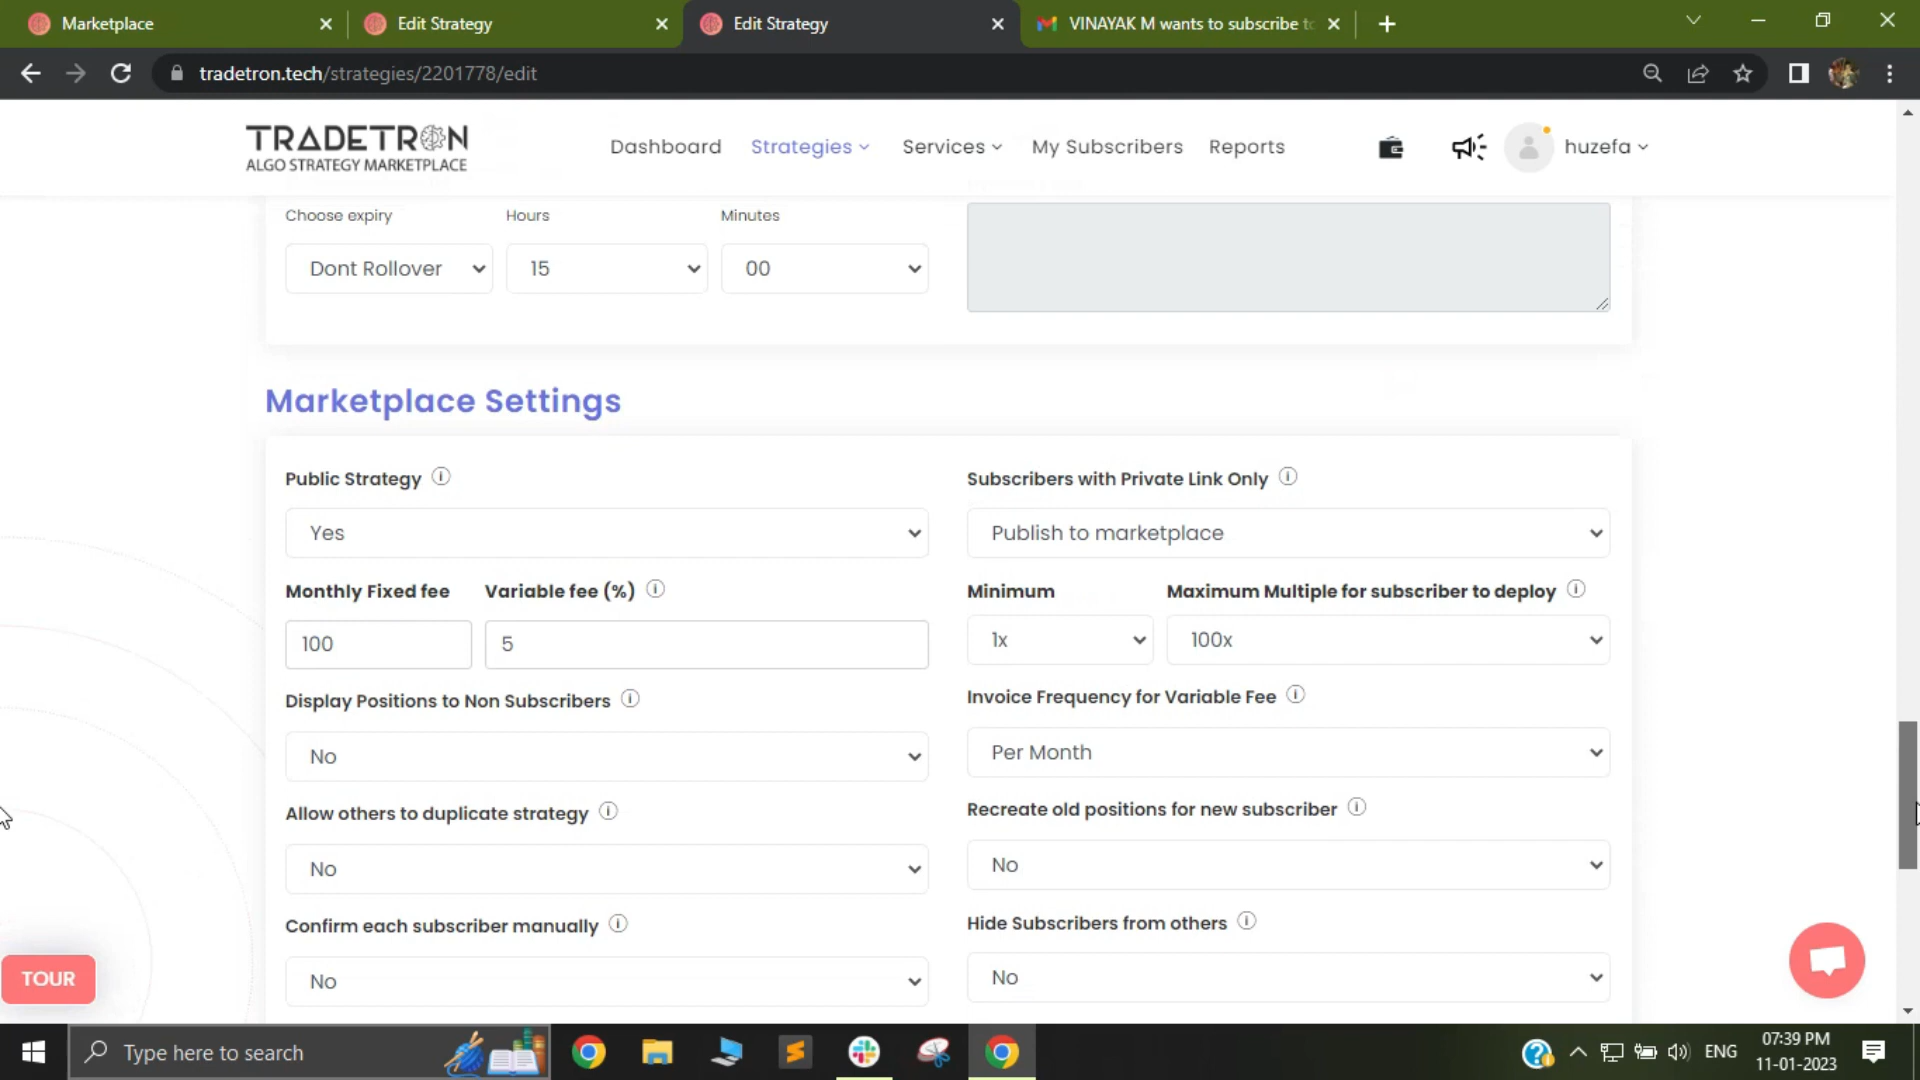 Marketplace
Edit Strategy
Edit Strategy
VINAYAK M wants to subscribe to
tradetron.tech/strategies/2201778/edit
TRADETRON
ALGO STRATEGY MARKETPLACE
Dashboard
Strategies
Services
My Subscribers
Reports
huzefa
Choose expiry
Hours
Minutes
Dont Rollover
15
00
Marketplace Settings
Public Strategy
Subscribers with Private Link Only
Yes
Publish to marketplace
Monthly Fixed fee
Variable fee (%)
Minimum
Maximum Multiple for subscriber to deploy
100
5
1x
100x
Display Positions to Non Subscribers
Invoice Frequency for Variable Fee
No
Per Month
Allow others to duplicate strategy
Recreate old positions for new subscriber
No
No
Confirm each subscriber manually
Hide Subscribers from others
No
No
TOUR
Type here to search
ENG
07:39 PM
11-01-2023